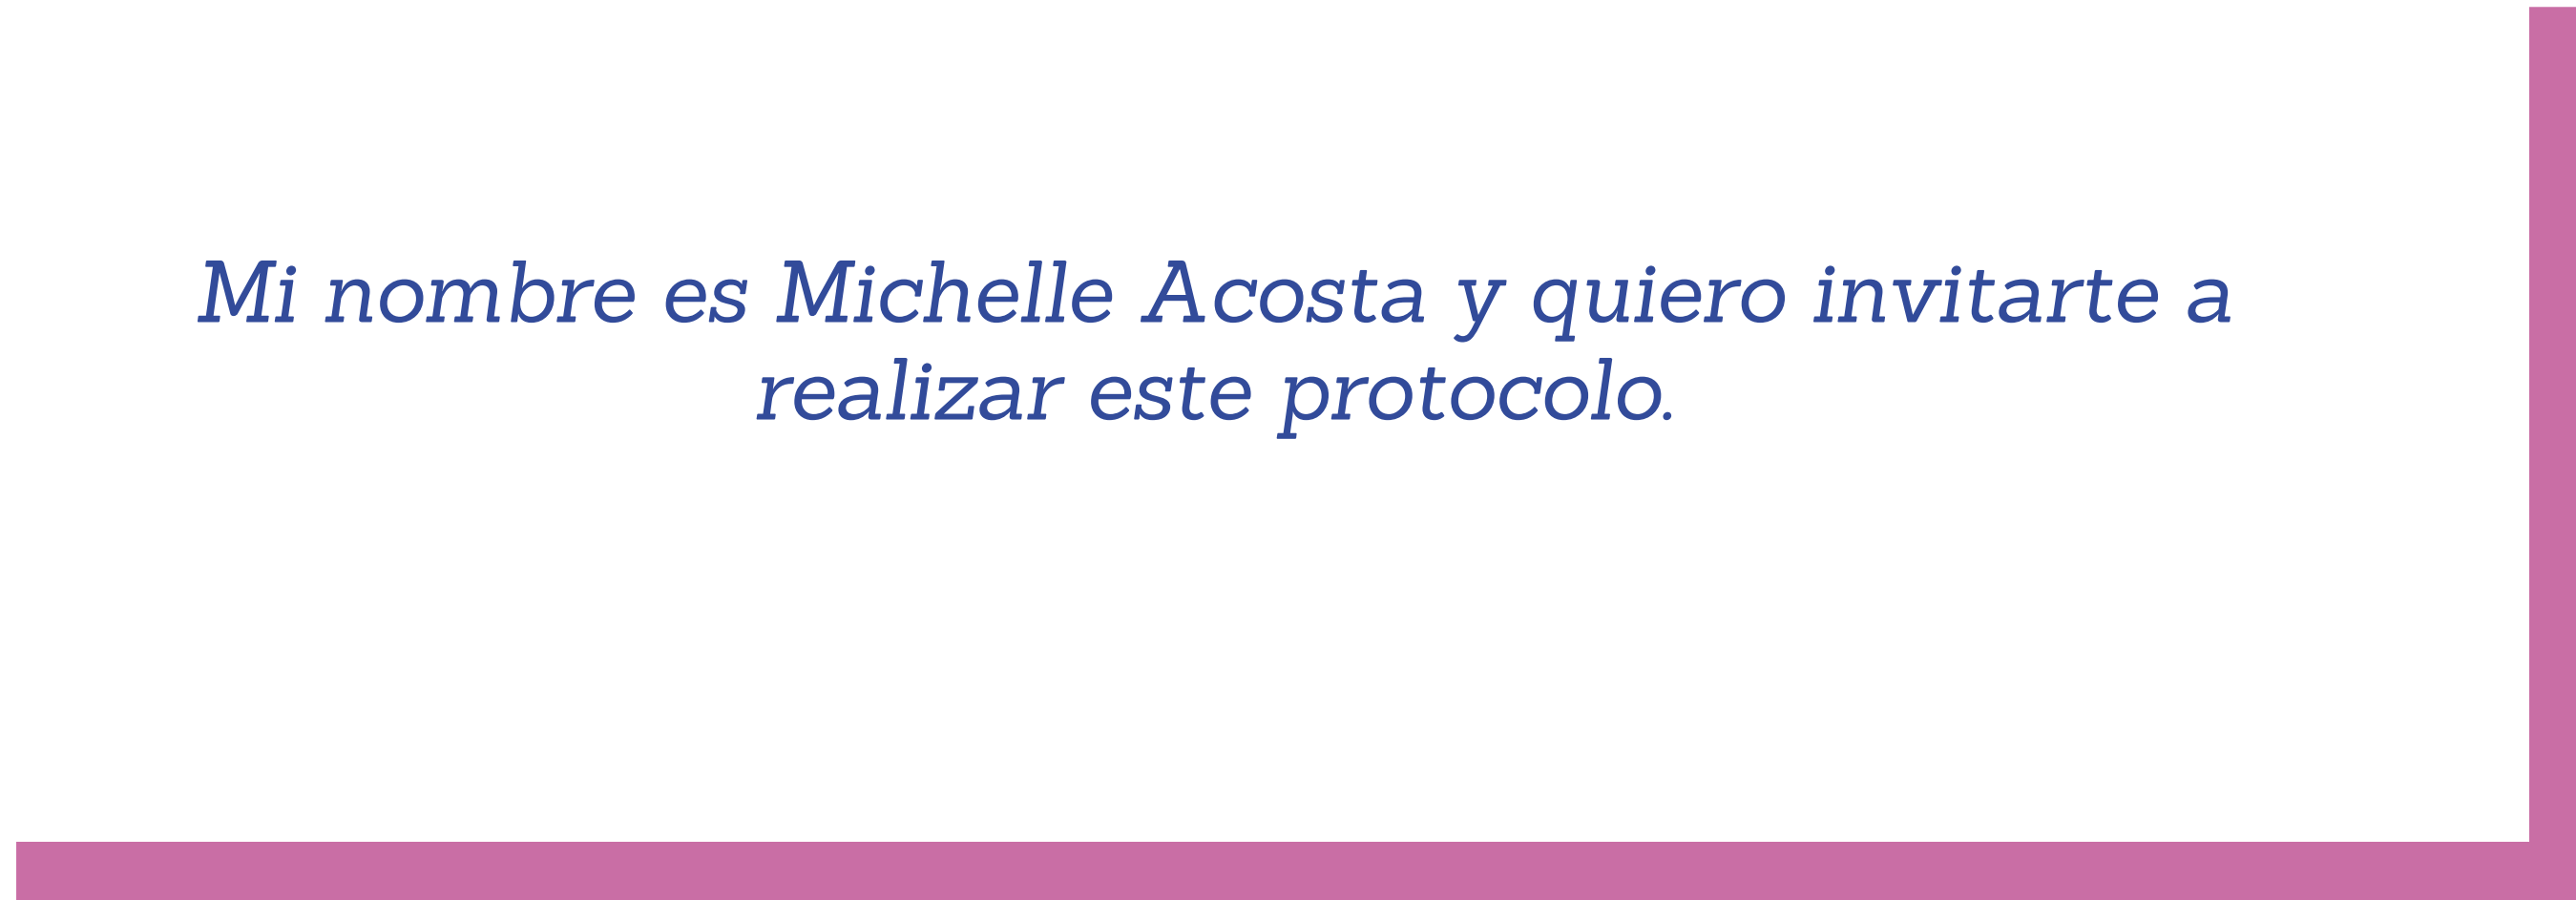 Mi nombre es Michelle Acosta y quiero invitarte a
realizar este protocolo.